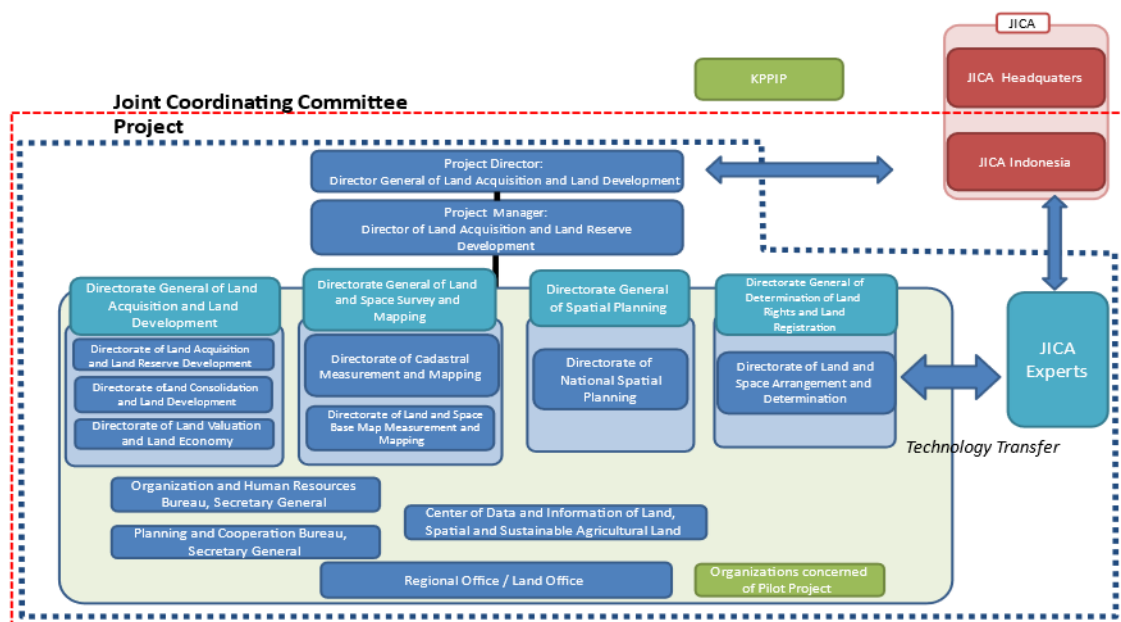 JICA
KPPIP
JICA Headquaters
Joint Coordinating Committee
Project
JICA Indonesia
Project Director:
Director General of Land Acquisition and Land Development
Project Manager:
Director of Land Acquisition and Land Reserve
Development
Directorate General of Land
Acquisition and Land
Development
Directorate of Land Acquisition
and Land Reserve Development
Directorate of Land Consolidation
and Land Development
Directorate of Land Valuation
and Land Economy
Directorate General of Land
and Space Survey and
Mapping
Directorate of Cadastral
Measurement and Mapping
Directorate of Land and Space
Base Map Measurement and
Mapping
Directorate General
of Spatial Planning
Directorate of
National Spatial
Planning
Directorate General of
Determination of Land
Rights and Land
Registration
Directorate of Land and
Space Arrangement and
Determination
JICA
Experts
Technology Transfer
Organization and Human Resources
Bureau, Secretary General
Planning and Cooperation Bureau,
Secretary General
Center of Data and Information of Land,
Spatial and Sustainable Agricultural Land
Regional Office / Land Office
Organizations concerned
of Pilot Project